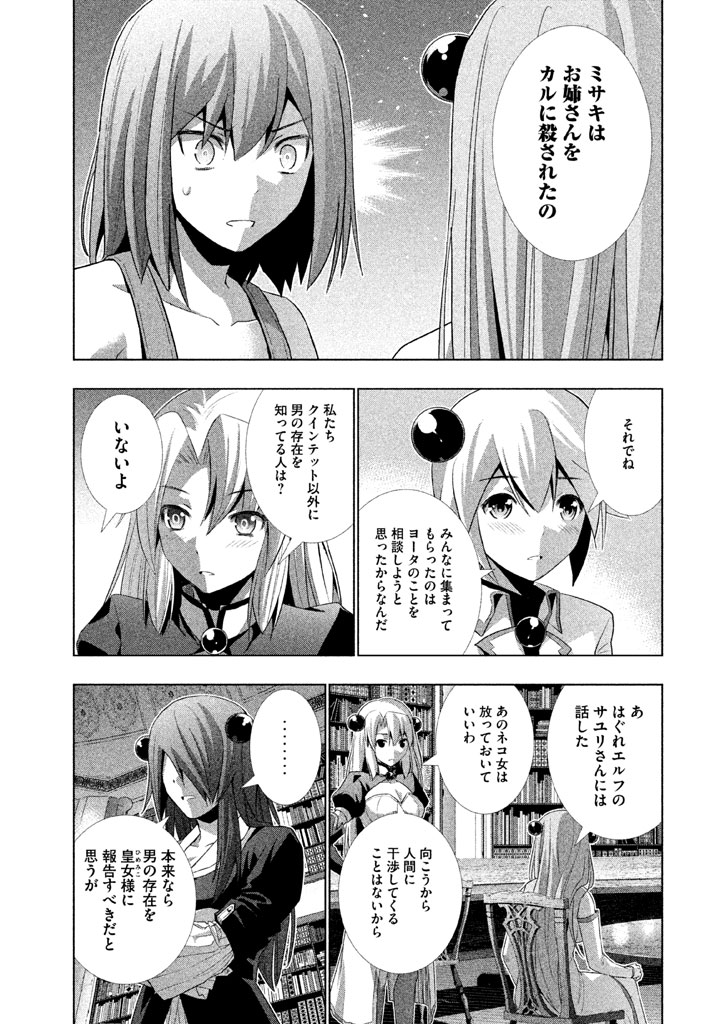 ミサキは
お姉さんを
カルに殺されたの
それでね
みんなに集まって
もらったのは
ヨータのことを
相談しようと
思ったからなんだ
私たち
クインテット以外に
男の存在を
知ってる人は?
いないよ
あ
はぐれエルフの
サユリさんには
話した
あのネコ女は
放っておいて
いいわ
向こうから
人間に
干渉してくる
ことはないから
・・・・・・
本来なら
男の存在を
皇女様に
ひめみこ
報告すべきだと
思うが